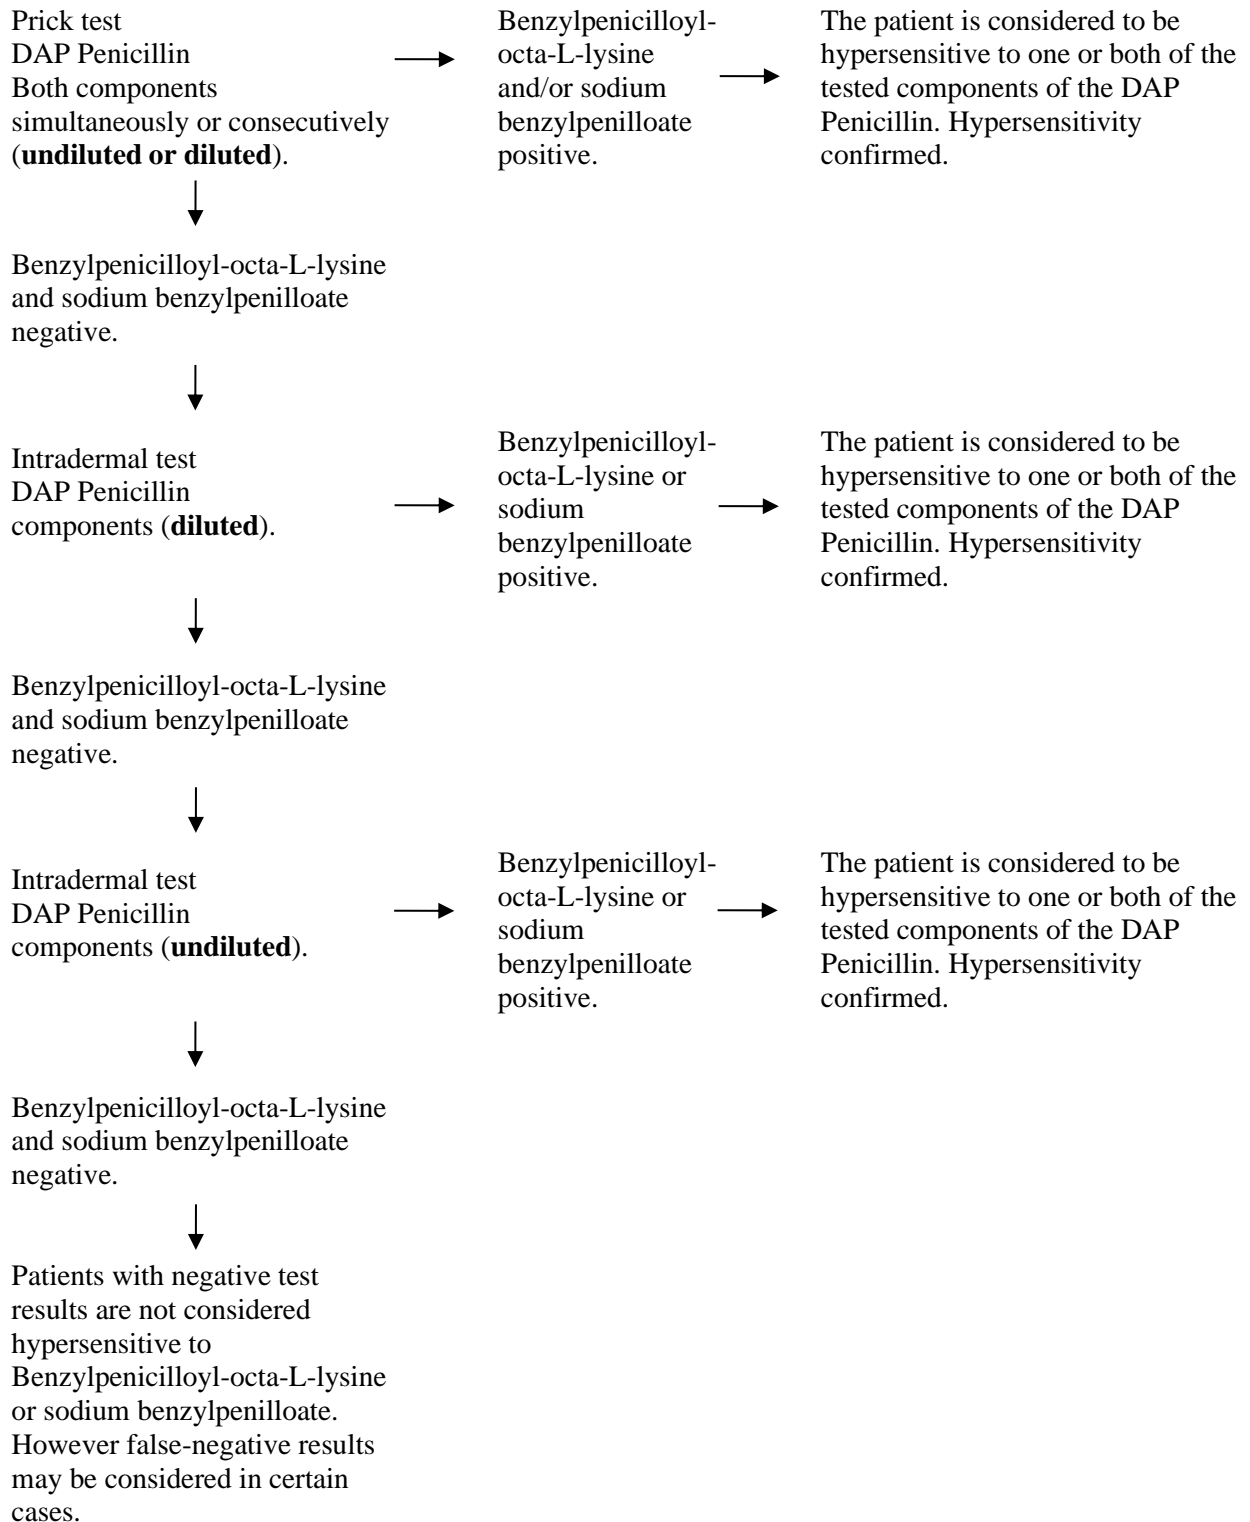 Prick test
DAP Penicillin
Both components
simultaneously or consecutively
(undiluted or diluted).
Benzylpenicilloyl-
octa-L-lysine
and/or sodium
benzylpenilloate
positive.
The patient is considered to be
hypersensitive to one or both of the
tested components of the DAP
Penicillin. Hypersensitivity
confirmed.
Benzylpenicilloyl-octa-L-lysine
and sodium benzylpenilloate
negative.
Intradermal test
DAP Penicillin
components (diluted).
Benzylpenicilloyl-
octa-L-lysine or
sodium
benzylpenilloate
positive.
The patient is considered to be
hypersensitive to one or both of the
tested components of the DAP
Penicillin. Hypersensitivity
confirmed.
Benzylpenicilloyl-octa-L-lysine
and sodium benzylpenilloate
negative.
Intradermal test
DAP Penicillin
components (undiluted).
Benzylpenicilloyl-
octa-L-lysine or
sodium
benzylpenilloate
positive.
The patient is considered to be
hypersensitive to one or both of the
tested components of the DAP
Penicillin. Hypersensitivity
confirmed.
Benzylpenicilloyl-octa-L-lysine
and sodium benzylpenilloate
negative.
Patients with negative test
results are not considered
hypersensitive to
Benzylpenicilloyl-octa-L-lysine
or sodium benzylpenilloate.
However false-negative results
may be considered in certain
cases.